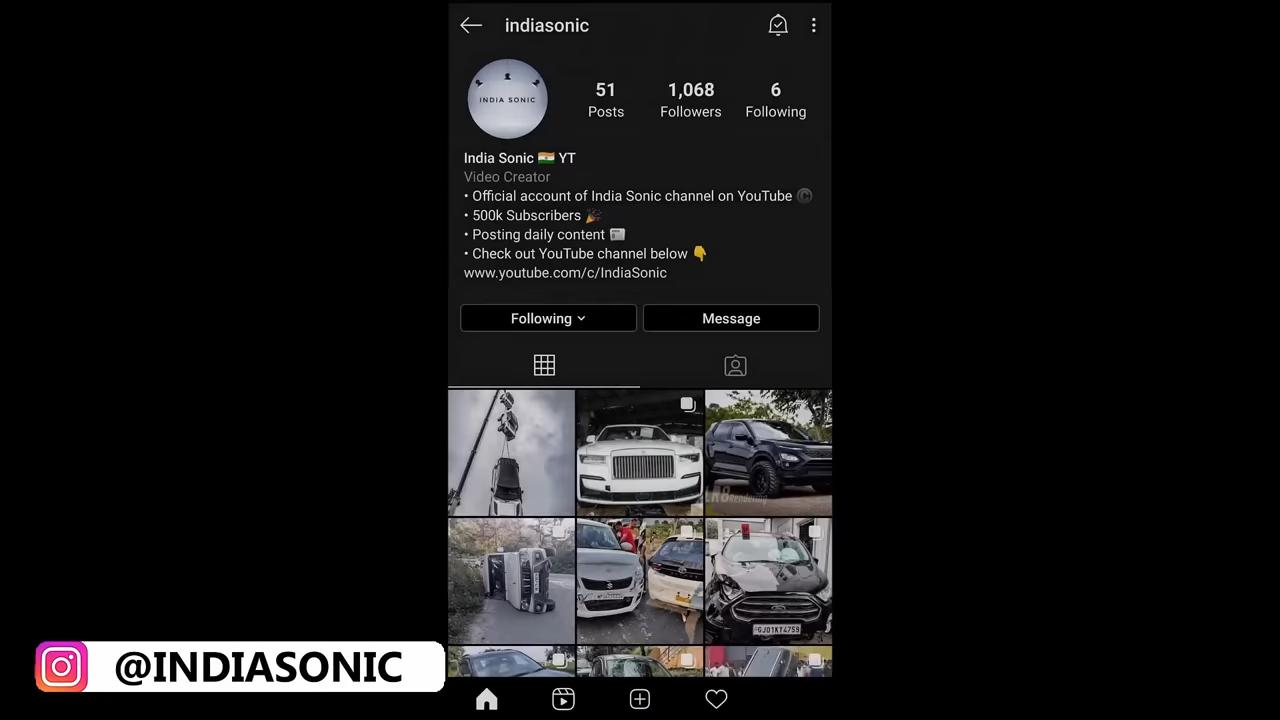 indiasonic
INDIA SONIC
51
Posts
1,068
Followers
6
Following
India Sonic 🇮🇳 YT
Video Creator
• Official account of India Sonic channel on YouTube ©
• 500k Subscribers 🎉
• Posting daily content 📰
• Check out YouTube channel below 👇
www.youtube.com/c/IndiaSonic
Following
Message
LR8 Rendering
GJ01KT4759
@INDIASONIC